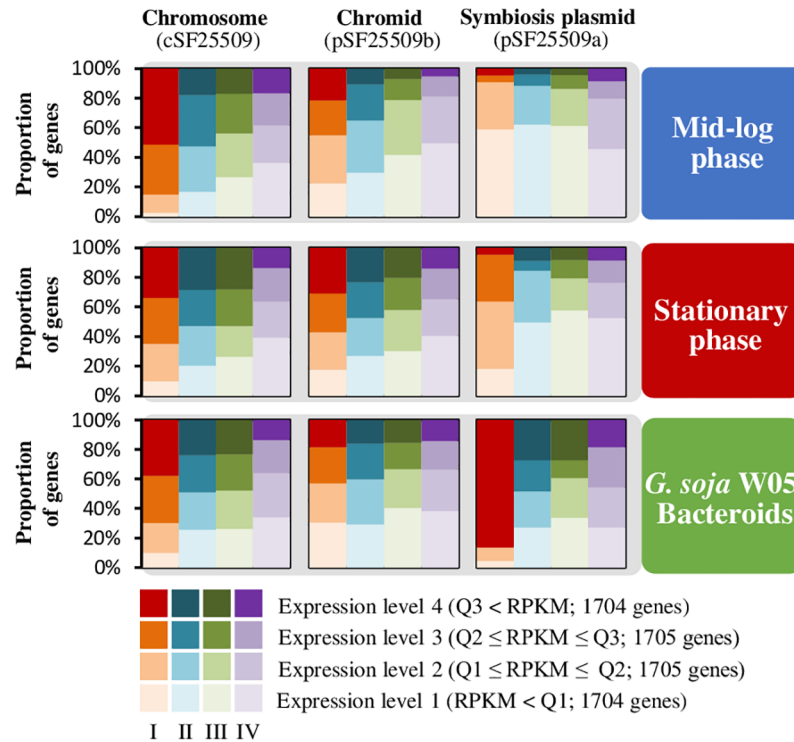 Chromosome
(cSF25509)
Chromid
(pSF25509b)
Symbiosis plasmid
(pSF25509a)
Proportion
of genes
100%
80%
60%
40%
20%
0%
Mid-log
phase
Proportion
of genes
100%
80%
60%
40%
20%
0%
Stationary
phase
Proportion
of genes
100%
80%
60%
40%
20%
0%
G. soja W05
Bacteroids
Expression level 4 (Q3 < RPKM; 1704 genes)
Expression level 3 (Q2 ≤ RPKM ≤ Q3; 1705 genes)
Expression level 2 (Q1 ≤ RPKM ≤ Q2; 1705 genes)
Expression level 1 (RPKM < Q1; 1704 genes)
I II III IV